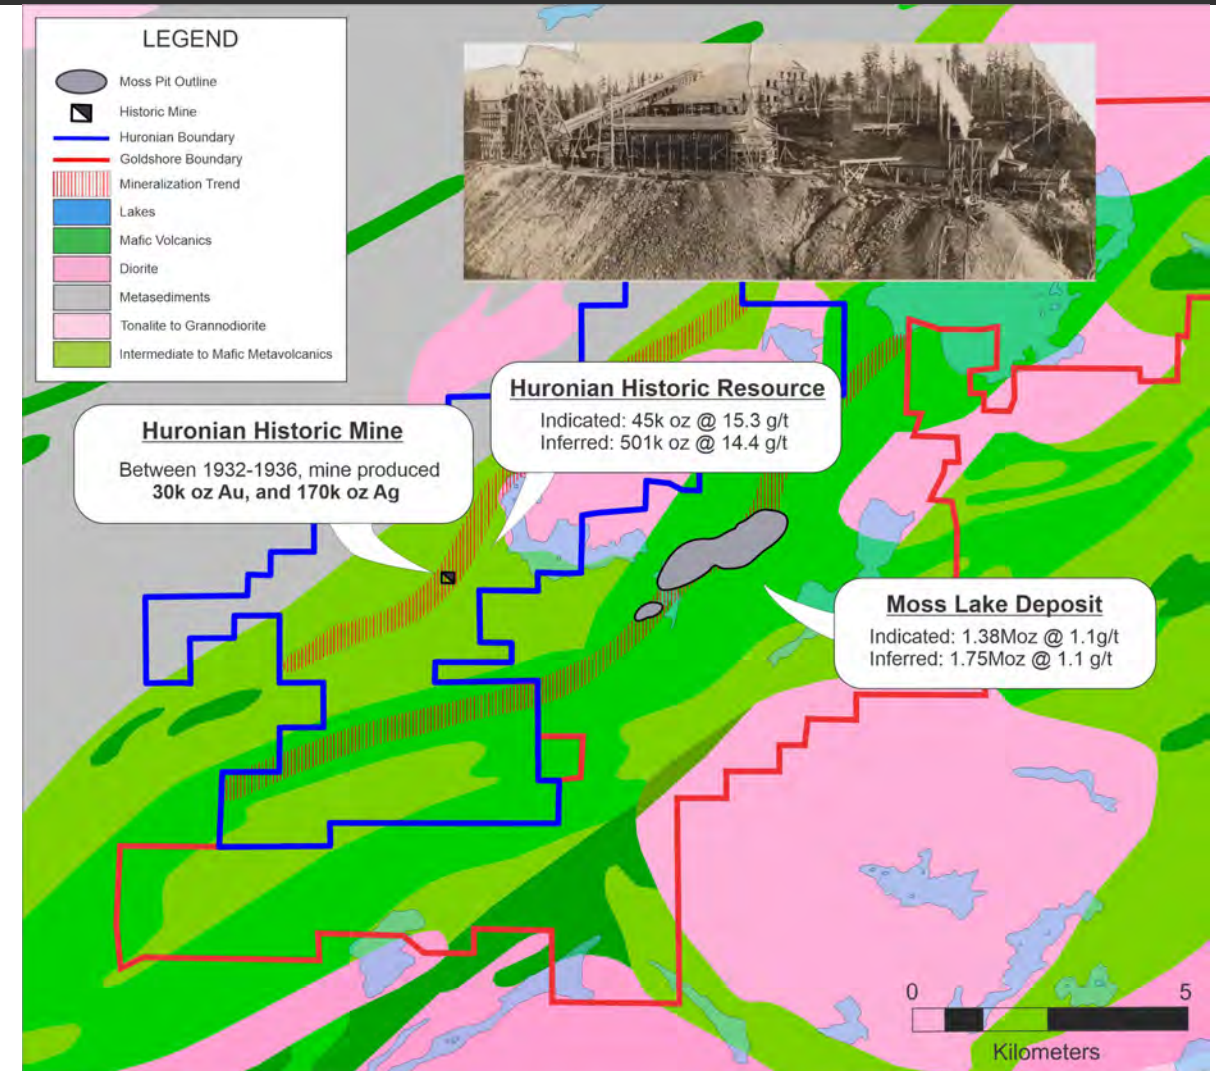 LEGEND
Moss Pit Outline
Historic Mine
Huronian Boundary
Goldshore Boundary
Mineralization Trend
Lakes
Mafic Volcanics
Diorite
Metasediments
Tonalite to Grannodiorite
Intermediate to Mafic Metavolcanics
Huronian Historic Resource
Indicated: 45k oz @ 15.3 g/t
Inferred: 501k oz @ 14.4 g/t
Huronian Historic Mine
Between 1932-1936, mine produced
30k oz Au, and 170k oz Ag
Moss Lake Deposit
Indicated: 1.38Moz @ 1.1g/t
Inferred: 1.75Moz @ 1.1 g/t
0 5
Kilometers